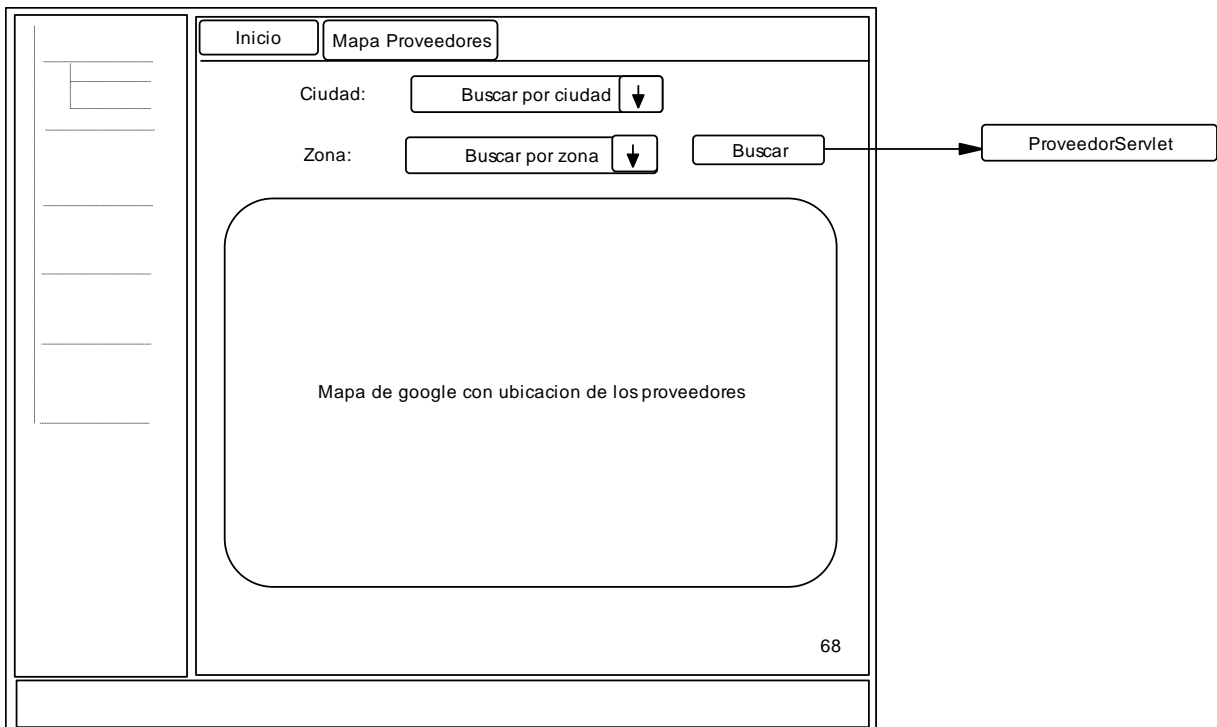 Inicio
Mapa Proveedores
Ciudad:
Buscar por ciudad
Zona:
Buscar por zona
Buscar
ProveedorServlet
Mapa de google con ubicacion de los proveedores
68